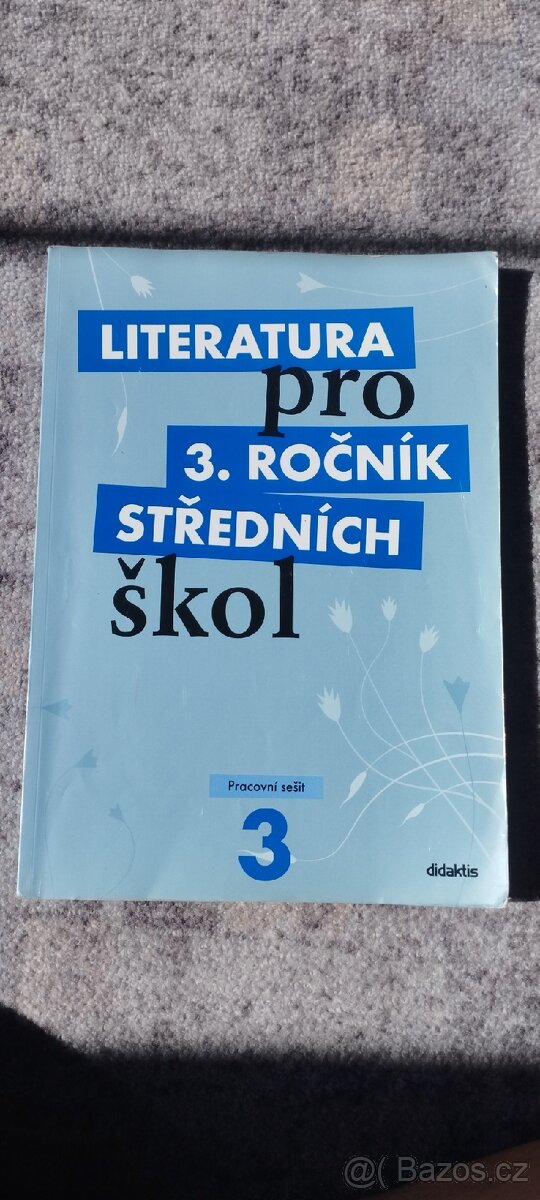 LITERATURA
pro
3. ROČNÍK
STŘEDNÍCH
škol
Pracovní sešit
3
didaktis
@( Bazos.cz